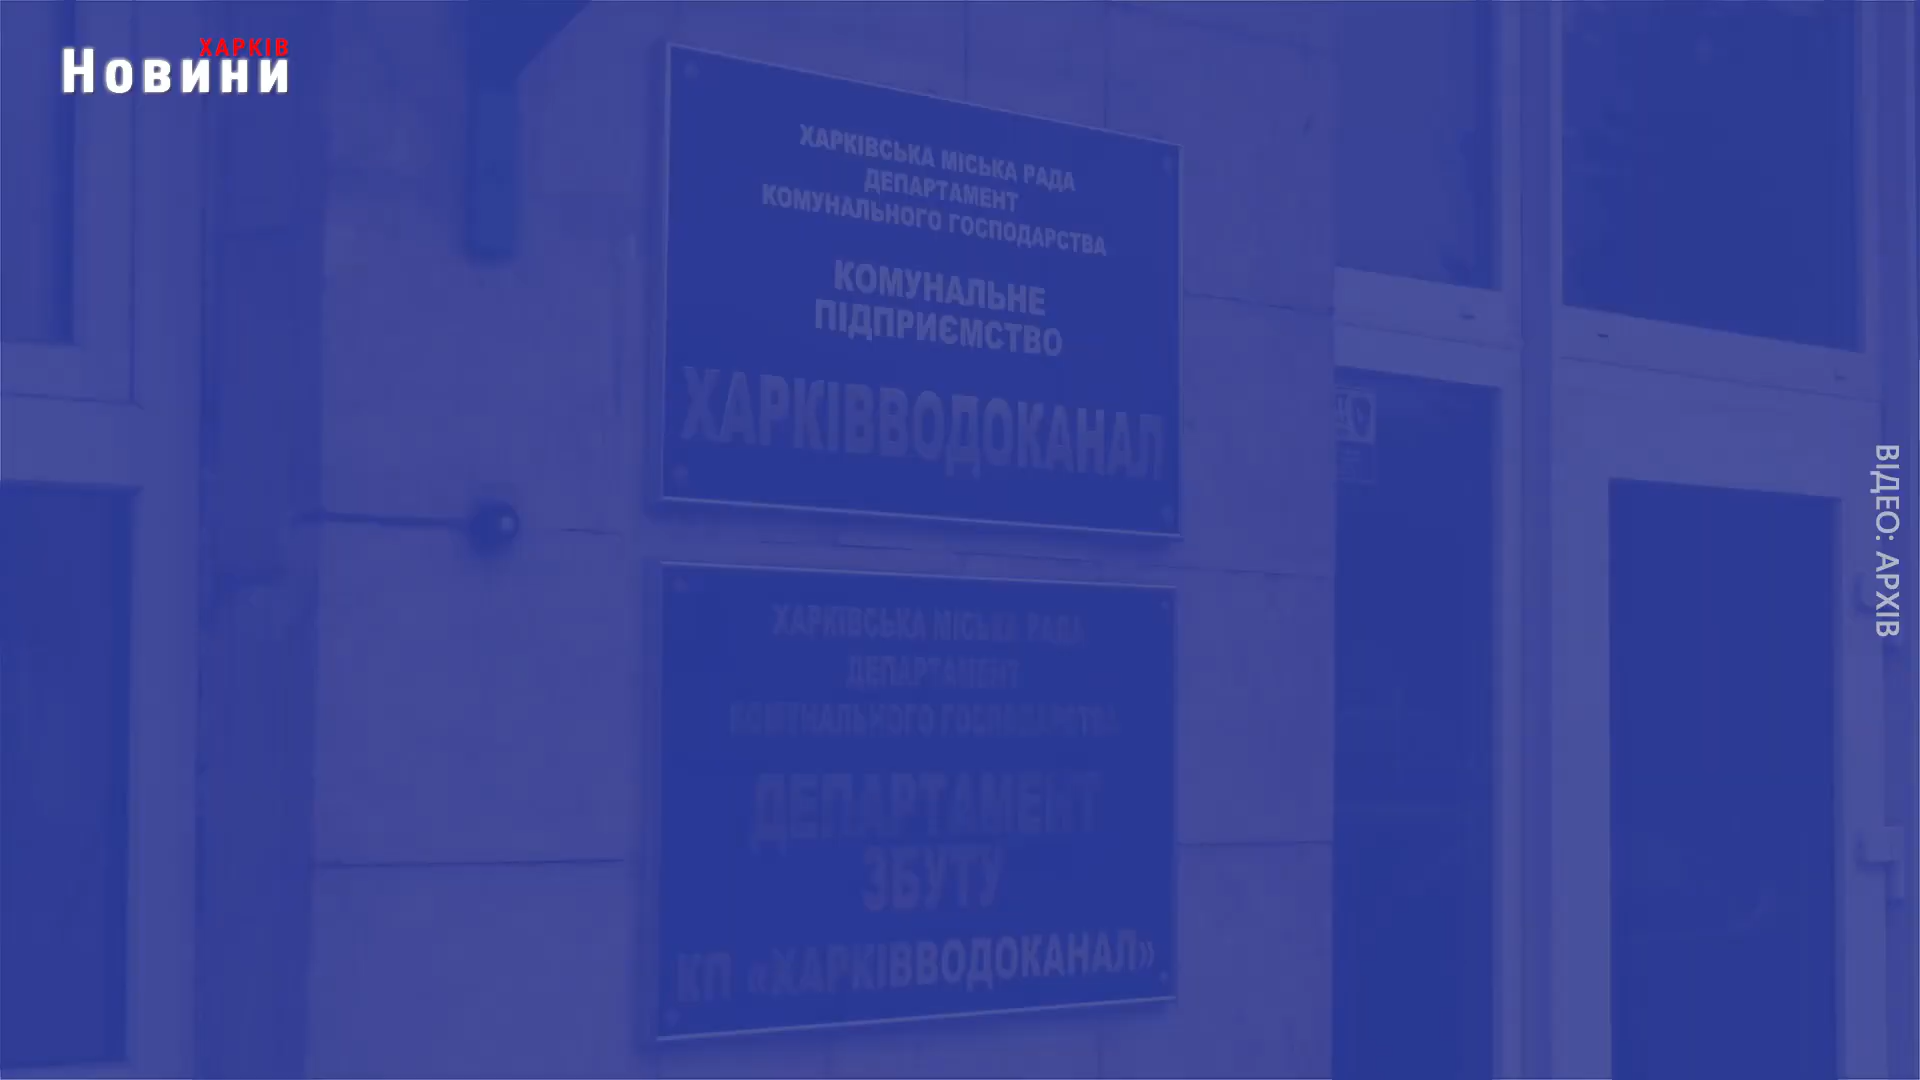 ХАРКІВ
Новини
ХАРКІВСЬКА МІСЬКА РАДА
ДЕПАРТАМЕНТ
КОМУНАЛЬНОГО ГОСПОДАРСТВА
КОМУНАЛЬНЕ
ПІДПРИЄМСТВО
ХАРКІВВОДОКАНАЛ
ХАРКІВСЬКА МІСЬКА РАДА
ДЕПАРТАМЕНТ
КОМУНАЛЬНОГО ГОСПОДАРСТВА
ДЕПАРТАМЕНТ
ЗБУТУ
КП «ХАРКІВВОДОКАНАЛ»
ВІДЕО: АРХІВ